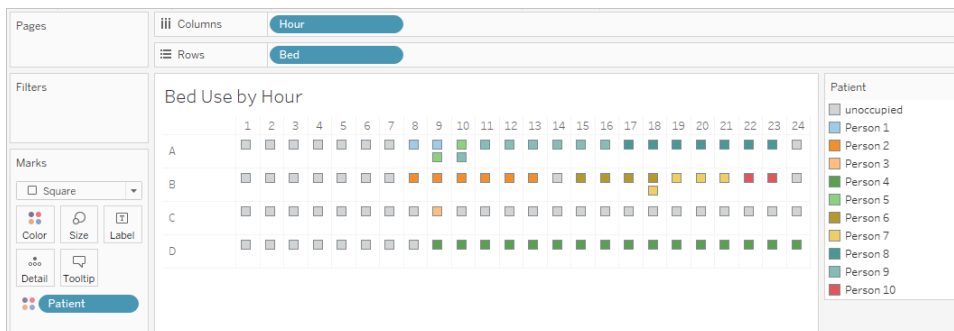 Pages
Columns
Hour
Rows
Bed
Filters
Marks
Square
Color
Size
Label
Detail
Tooltip
Patient
Bed Use by Hour
1 2 3 4 5 6 7 8 9 10 11 12 13 14 15 16 17 18 19 20 21 22 23 24
A
B
C
D
Patient
unoccupied
Person 1
Person 2
Person 3
Person 4
Person 5
Person 6
Person 7
Person 8
Person 9
Person 10